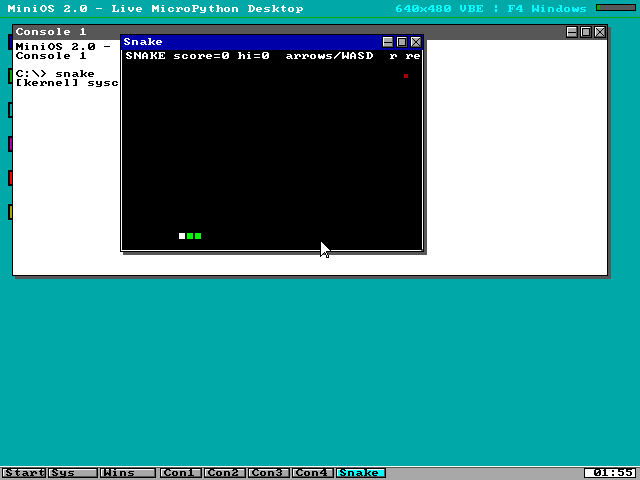 MiniOS 2.0 - Live MicroPython Desktop
640x480 VBE ¦ F4 Windows
Console 1
MiniOS 2.0 -
Console 1
C:\> snake
[kernel] sysc
Snake
SNAKE score=0 hi=0 arrows/WASD r re
Start Sys Wins Con1 Con2 Con3 Con4 Snake 01:55